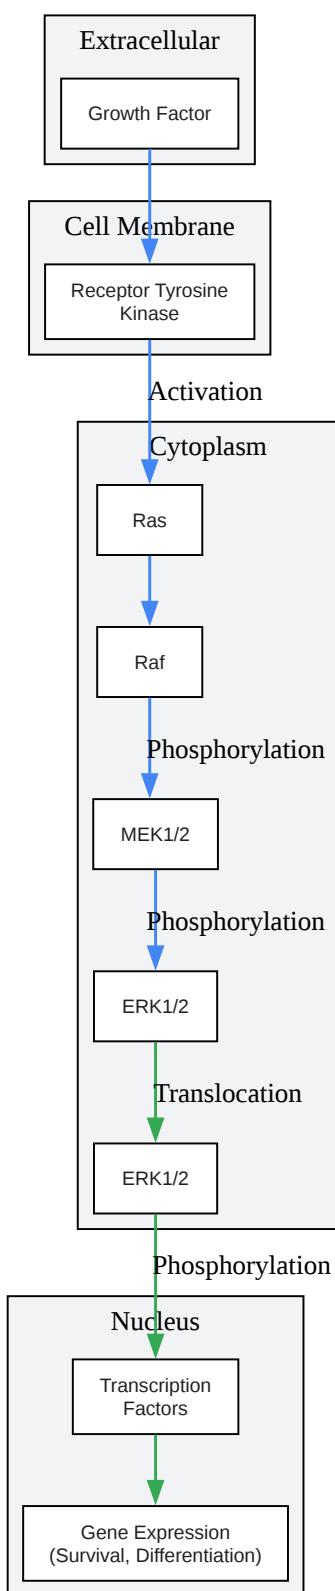 Extracellular
Growth Factor
Cell Membrane
Receptor Tyrosine
Kinase
Activation
Cytoplasm
Ras
Raf
Phosphorylation
MEK1/2
Phosphorylation
ERK1/2
Translocation
ERK1/2
Phosphorylation
Nucleus
Transcription
Factors
Gene Expression
(Survival, Differentiation)